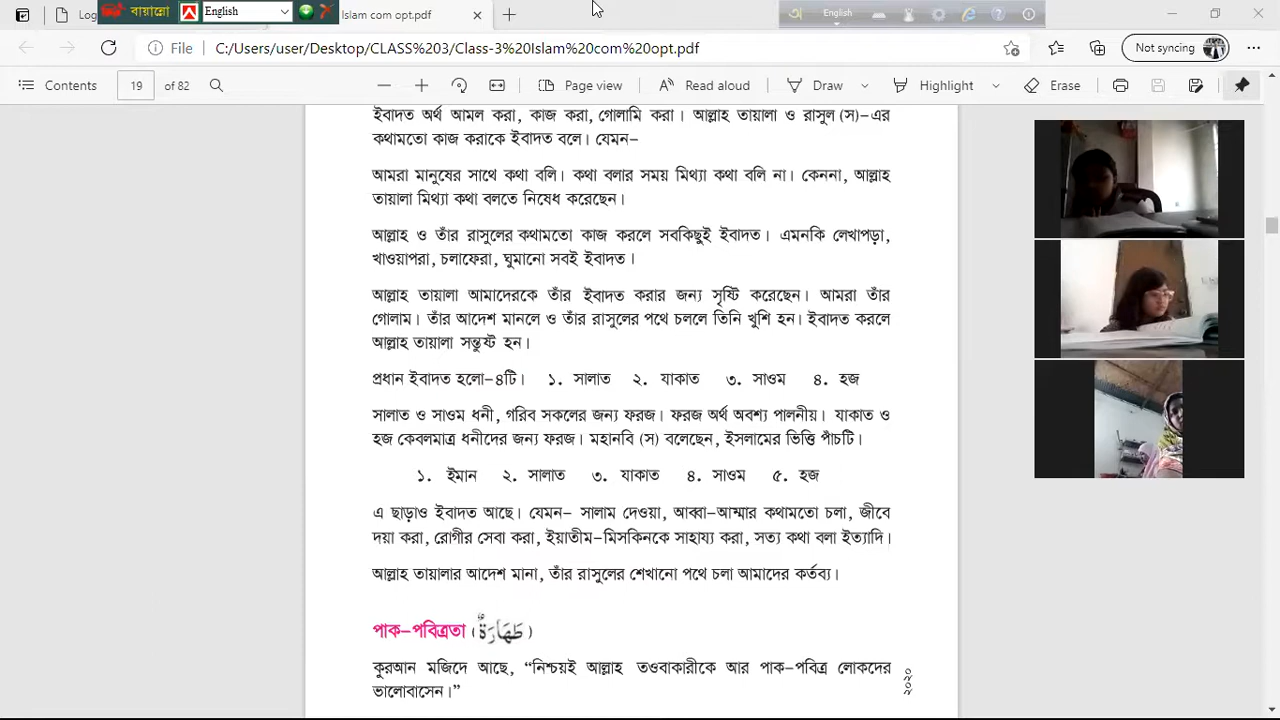 বায়ান্নো English
Islam com opt.pdf
English
File C:/Users/user/Desktop/CLASS%203/Class-3%20Islam%20com%20opt.pdf Not syncing
Contents 19 of 82 Page view Read aloud Draw Highlight Erase
ইবাদত অর্থ আমল করা, কাজ করা, গোলামি করা। আল্লাহ তায়ালা ও রাসুল (স)-এর
কথামতো কাজ করাকে ইবাদত বলে। যেমন-
আমরা মানুষের সাথে কথা বলি। কথা বলার সময় মিথ্যা কথা বলি না। কেননা, আল্লাহ
তায়ালা মিথ্যা কথা বলতে নিষেধ করেছেন।
আল্লাহ ও তাঁর রাসুলের কথামতো কাজ করলে সবকিছুই ইবাদত। এমনকি লেখাপড়া,
খাওয়াপরা, চলাফেরা, ঘুমানো সবই ইবাদত।
আল্লাহ তায়ালা আমাদেরকে তাঁর ইবাদত করার জন্য সৃষ্টি করেছেন। আমরা তাঁর
গোলাম। তাঁর আদেশ মানলে ও তাঁর রাসুলের পথে চললে তিনি খুশি হন। ইবাদত করলে
আল্লাহ তায়ালা সন্তুষ্ট হন।
প্রধান ইবাদত হলো-৪টি। ১. সালাত ২. যাকাত ৩. সাওম ৪. হজ
সালাত ও সাওম ধনী, গরিব সকলের জন্য ফরজ। ফরজ অর্থ অবশ্য পালনীয়। যাকাত ও
হজ কেবলমাত্র ধনীদের জন্য ফরজ। মহানবি (স) বলেছেন, ইসলামের ভিত্তি পাঁচটি।
১. ইমান ২. সালাত ৩. যাকাত ৪. সাওম ৫. হজ
এ ছাড়াও ইবাদত আছে। যেমন- সালাম দেওয়া, আব্বা-আম্মার কথামতো চলা, জীবে
দয়া করা, রোগীর সেবা করা, ইয়াতীম-মিসকিনকে সাহায্য করা, সত্য কথা বলা ইত্যাদি।
আল্লাহ তায়ালার আদেশ মানা, তাঁর রাসুলের শেখানো পথে চলা আমাদের কর্তব্য।
পাক-পবিত্রতা (طَهَارَةٌ)
কুরআন মজিদে আছে, “নিশ্চয়ই আল্লাহ তওবাকারীকে আর পাক-পবিত্র লোকদের
ভালোবাসেন।”
২০২০